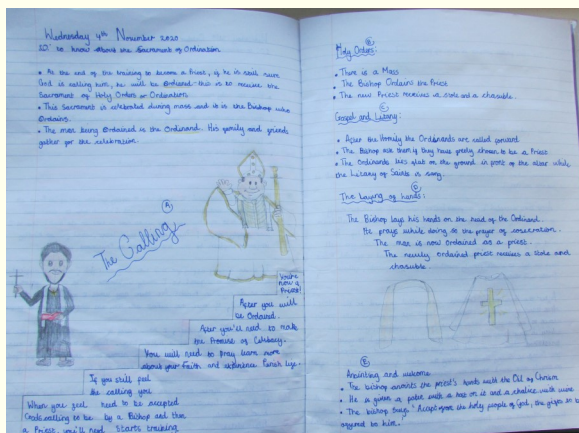 Wednesday 4th November 2020
LO: to know about the Sacrament of Ordination
• At the end of the training to become a Priest, if he is still sure
God is calling him, he will be Ordained - this is to receive the
Sacrament of Holy Orders or Ordination.
• This Sacrament is celebrated during mass and it is the Bishop who
Ordains.
• The man being Ordained is the Ordinand. His family and friends
gather for the celebration.
A
The Calling
You're
now a
Priest!
After you will
be Ordained.
After you'll need to make
the Promise of Celibacy.
You will need to pray, learn more
about your Faith and experience Parish life.
If you still feel
he calling you
When you feel need to be accepted
Gods calling to be by a Bishop and then
a Priest, you'll need Starts training
B
Holy Orders:
• There is a Mass
• The Bishop Ordains the Priest
• The new Priest receives a stole and a chasuble.
C
Gospel and Litany:
• After the Homily the Ordinands are called forward
• The Bishop ask them if they have freely chosen to be a Priest
• The Ordinands lies flat on the ground in front of the altar while
the Litany of Saints is sung.
D
The Laying of hands:
The Bishop lays his hands on the head of the Ordinand.
He prays while doing so the prayer of consecration.
The man is now ordained as a priest.
The newly ordained priest receives a stole and
chasuble
E
Anointing and welcome
• The bishop anoints the priest's hands with the Oil of Chrism
• He is given a paten with a host on it and a chalice with wine
• The bishop says 'Accept from the holy people of God, the gifts to be
offered to him.'